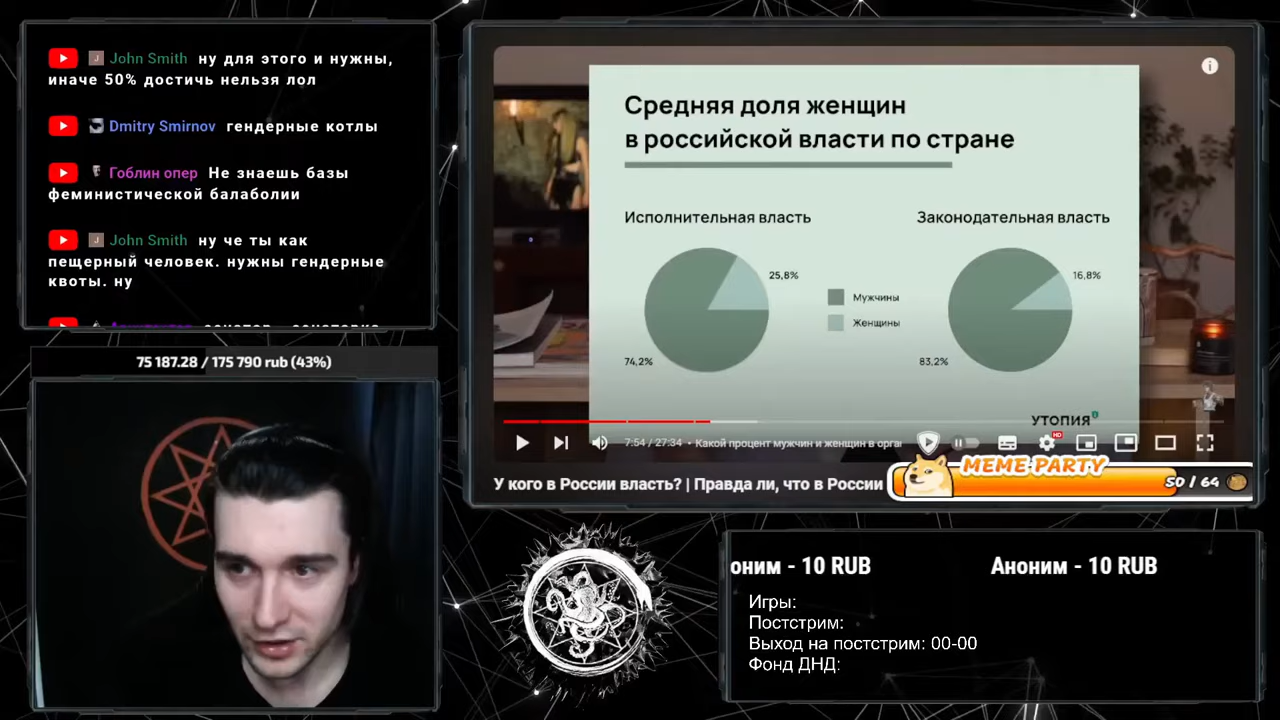 John Smith ну для этого и нужны,
иначе 50% достичь нельзя лол
Dmitry Smirnov гендерные котлы
Гоблин опер Не знаешь базы
феминистической балаболии
John Smith ну че ты как
пещерный человек. нужны гендерные
квоты. ну
75 187.28 / 175 790 rub (43%)
Средняя доля женщин
в российской власти по стране
Исполнительная власть
Законодательная власть
25,8%
16,8%
Мужчины
Женщины
74,2%
83,2%
УТОПИЯ
7:54 / 27:34 • Какой процент мужчин и женщин в орга
HD
MEME PARTY
У кого в России власть? | Правда ли, что в России
50 / 64
оним - 10 RUB
Аноним - 10 RUB
Игры:
Постстрим:
Выход на постстрим: 00-00
Фонд ДНД: